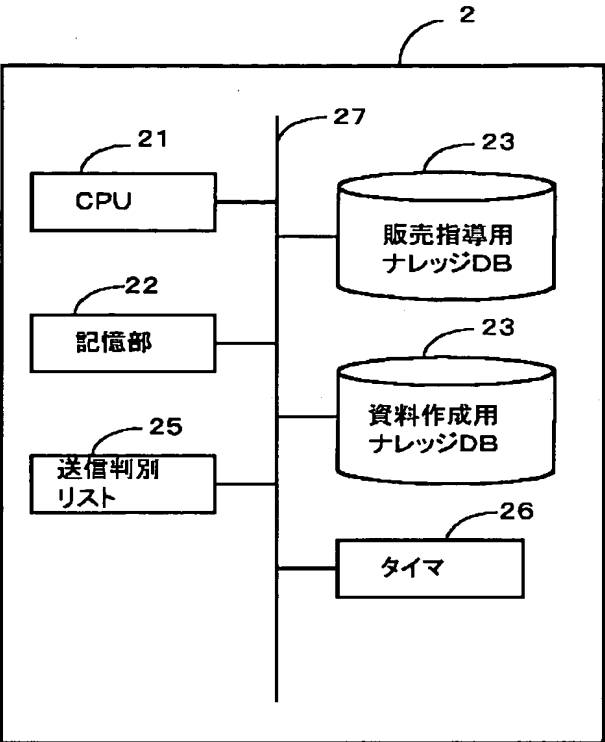 2
27
21
CPU
23
販売指導用
ナレッジDB
22
記憶部
23
資料作成用
ナレッジDB
25
送信判別
リスト
26
タイマ